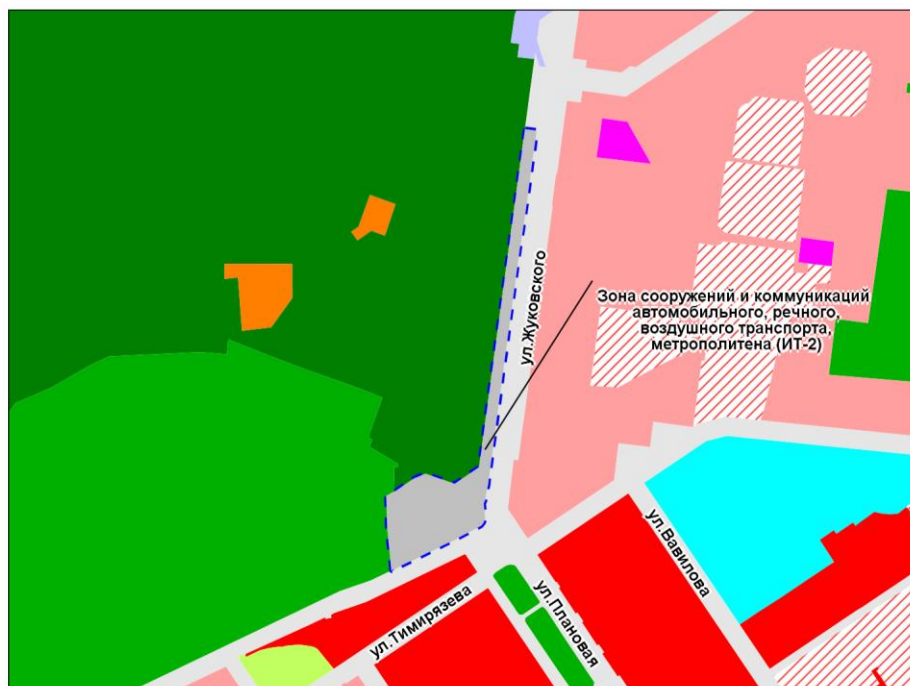 ул.Жуковского
Зона сооружений и коммуникаций
автомобильного, речного,
воздушного транспорта,
метрополитена (ИТ-2)
ул.Вавилова
ул.Тимирязева
ул.Плановая